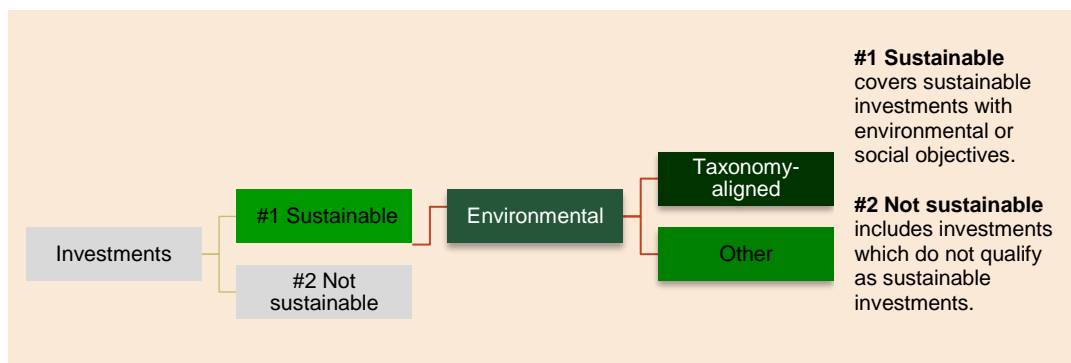 Investments
#1 Sustainable
#2 Not
sustainable
Environmental
Taxonomy-
aligned
Other
#1 Sustainable
covers sustainable
investments with
environmental or
social objectives.
#2 Not sustainable
includes investments
which do not qualify
as sustainable
investments.